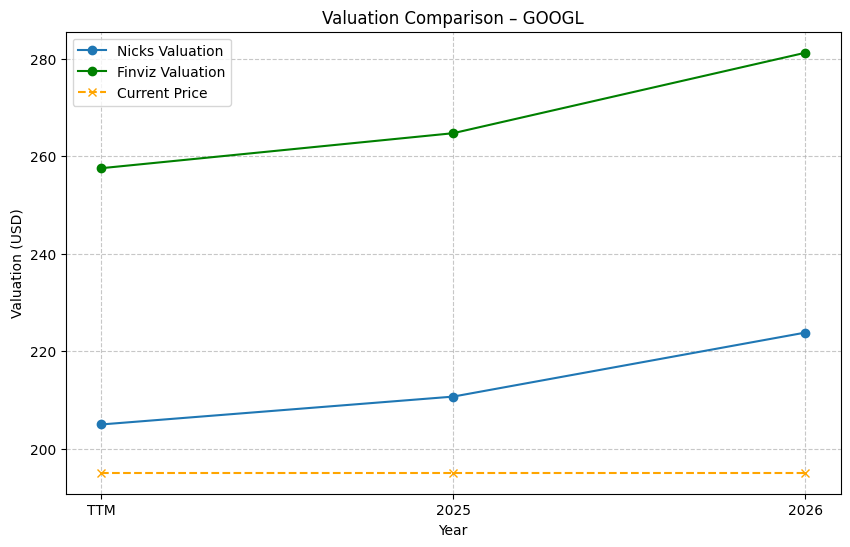 Valuation Comparison – GOOGL
Nicks Valuation
Finviz Valuation
Current Price
Valuation (USD)
280
260
240
220
200
TTM
2025
2026
Year